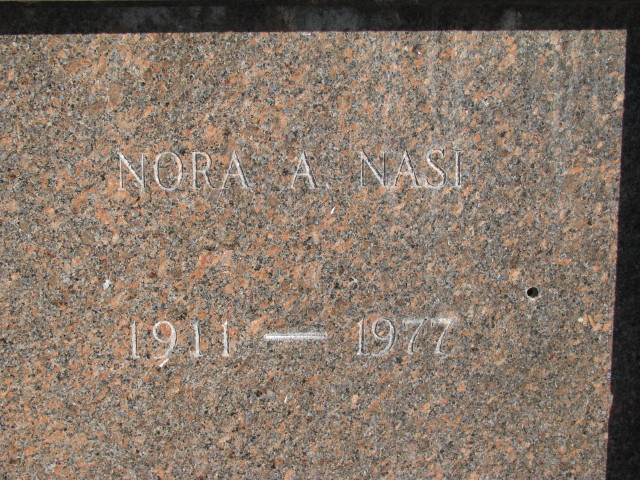 NORA A. NASI
1911 — 1977